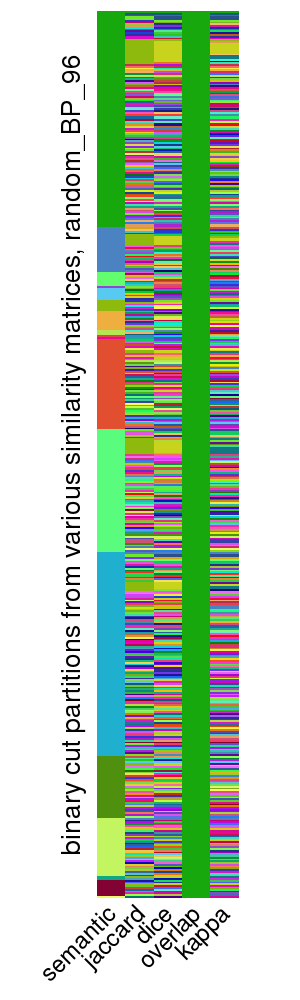 binary cut partitions from various similarity matrices, random_BP_96
semantic
jaccard
dice
overlap
kappa